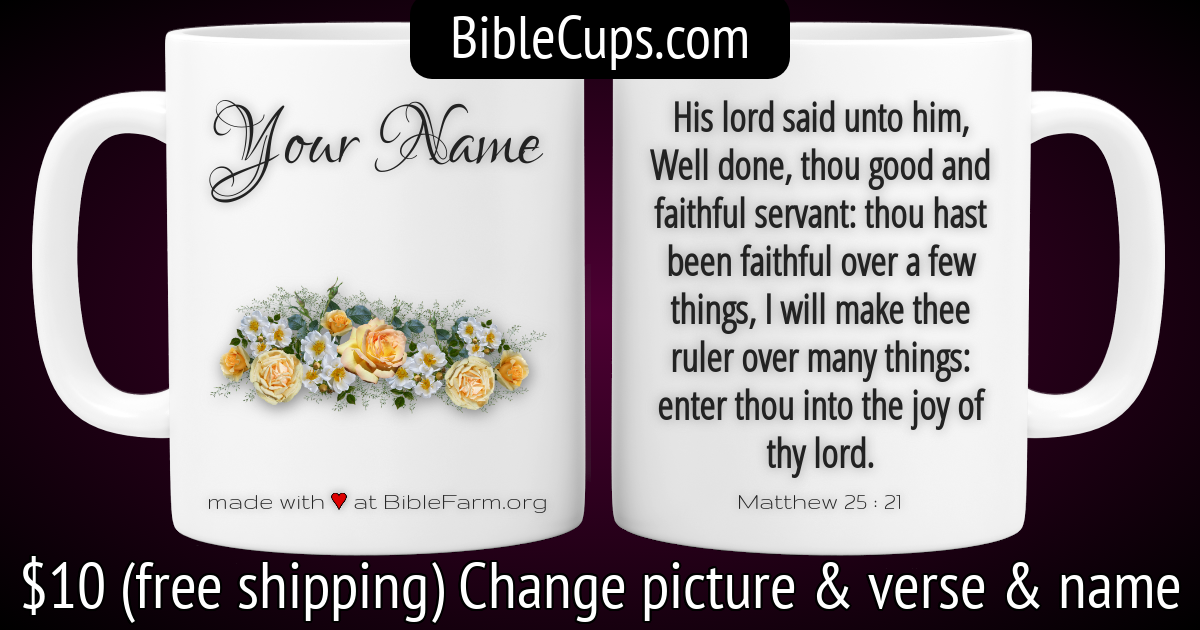 BibleCups.com
Your Name
made with ♥ at BibleFarm.org
His lord said unto him,
Well done, thou good and
faithful servant: thou hast
been faithful over a few
things, I will make thee
ruler over many things:
enter thou into the joy of
thy lord.
Matthew 25 : 21
$10 (free shipping) Change picture & verse & name